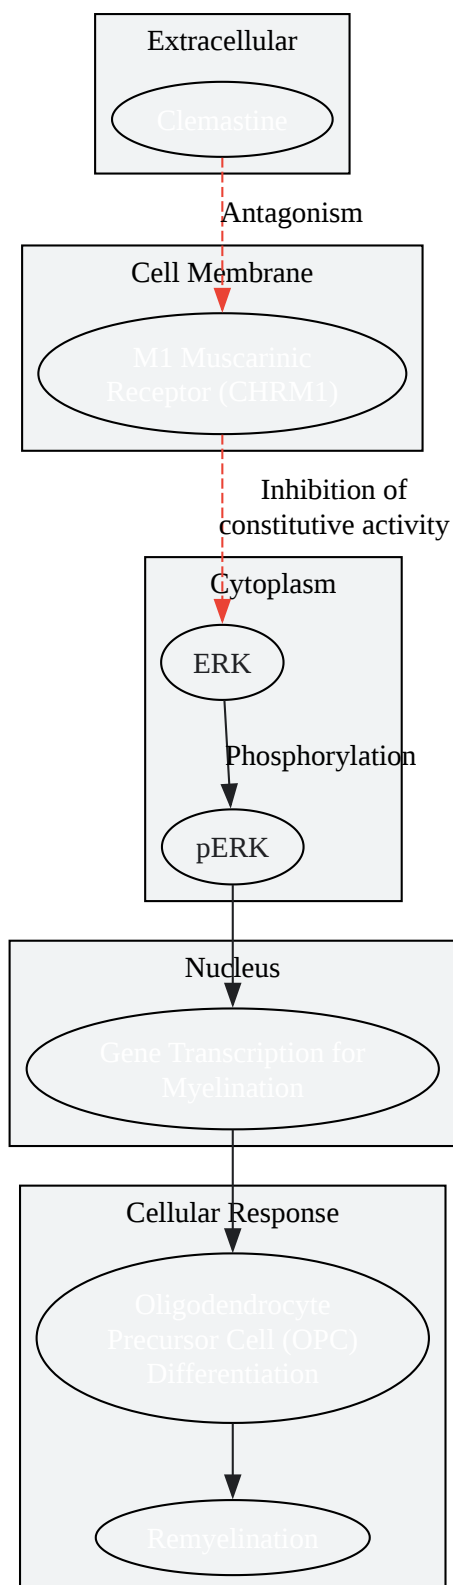 Extracellular
Clemastine
Antagonism
Cell Membrane
M1 Muscarinic
Receptor (CHRM1)
Inhibition of
constitutive activity
Cytoplasm
ERK
Phosphorylation
pERK
Nucleus
Gene Transcription for
Myelination
Cellular Response
Oligodendrocyte
Precursor Cell (OPC)
Differentiation
Remyelination